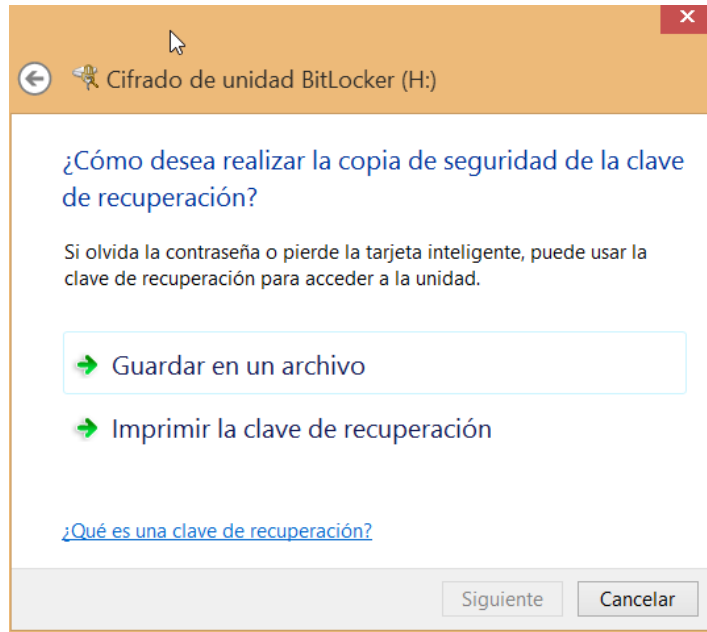 Cifrado de unidad BitLocker (H:)
¿Cómo desea realizar la copia de seguridad de la clave
de recuperación?
Si olvida la contraseña o pierde la tarjeta inteligente, puede usar la
clave de recuperación para acceder a la unidad.
Guardar en un archivo
Imprimir la clave de recuperación
¿Qué es una clave de recuperación?
Siguiente Cancelar